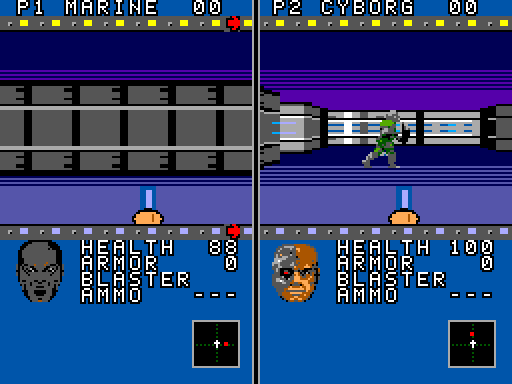 P1 MARINE 00
P2 CYBORG 00
HEALTH 88
ARMOR 0
BLASTER
AMMO ---
HEALTH 100
ARMOR 0
BLASTER
AMMO ---